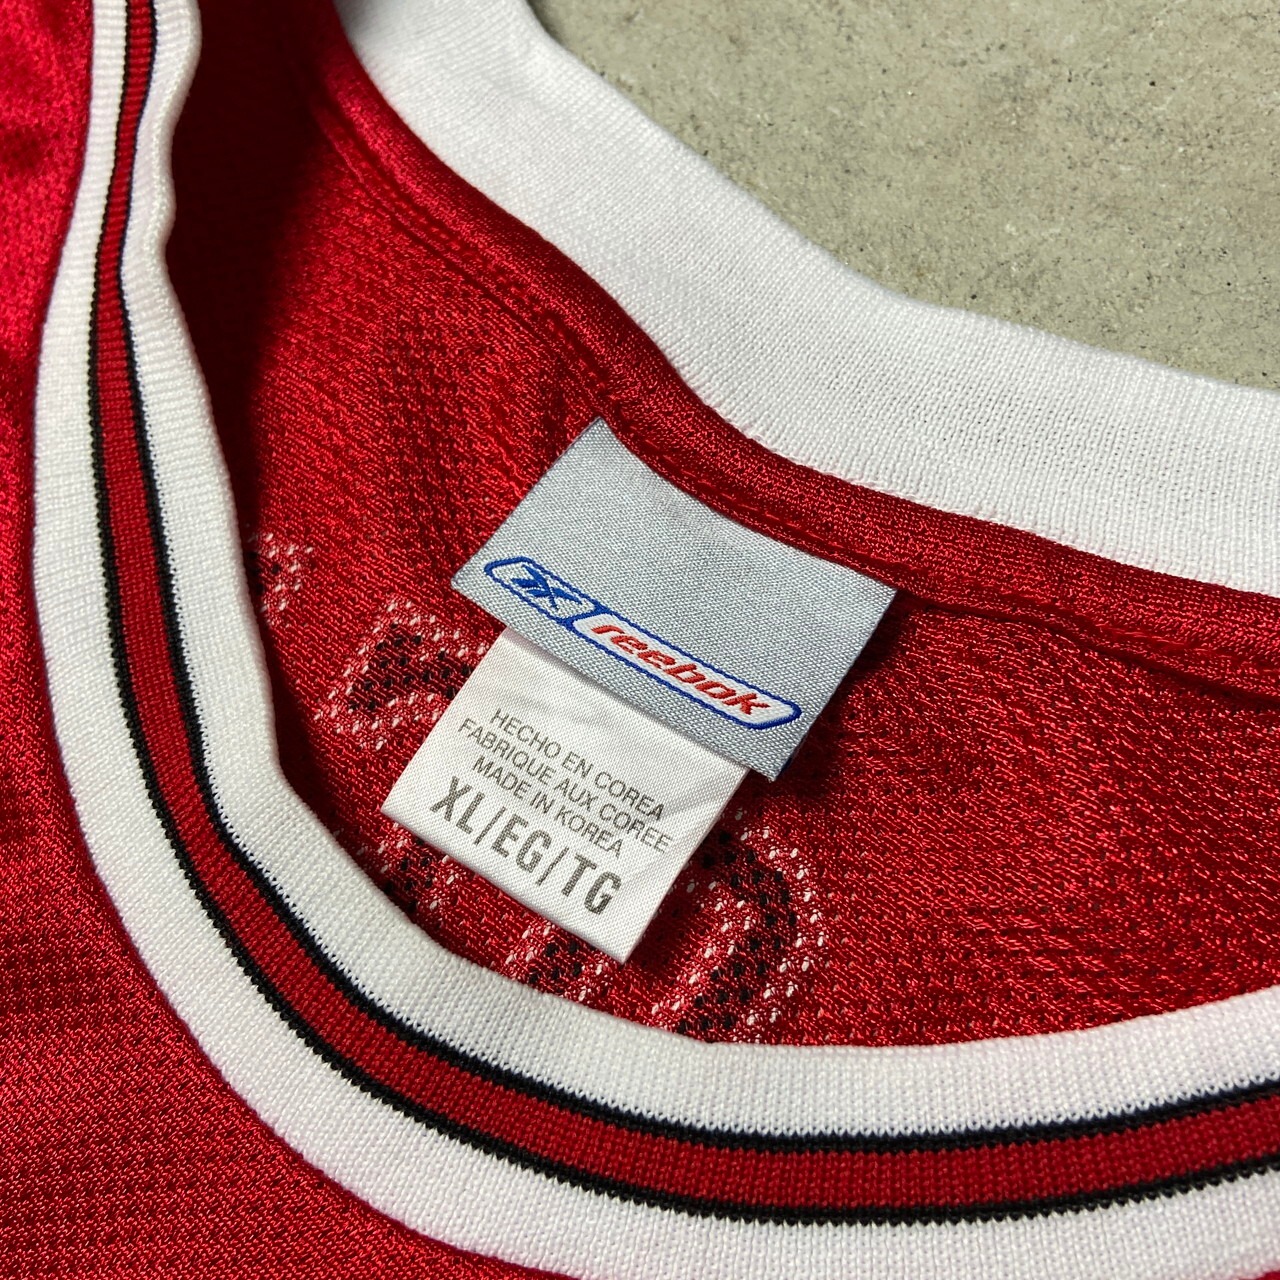 reebok
HECHO EN COREA
FABRIQUE AUX COREE
MADE IN KOREA
XL/EG/TG